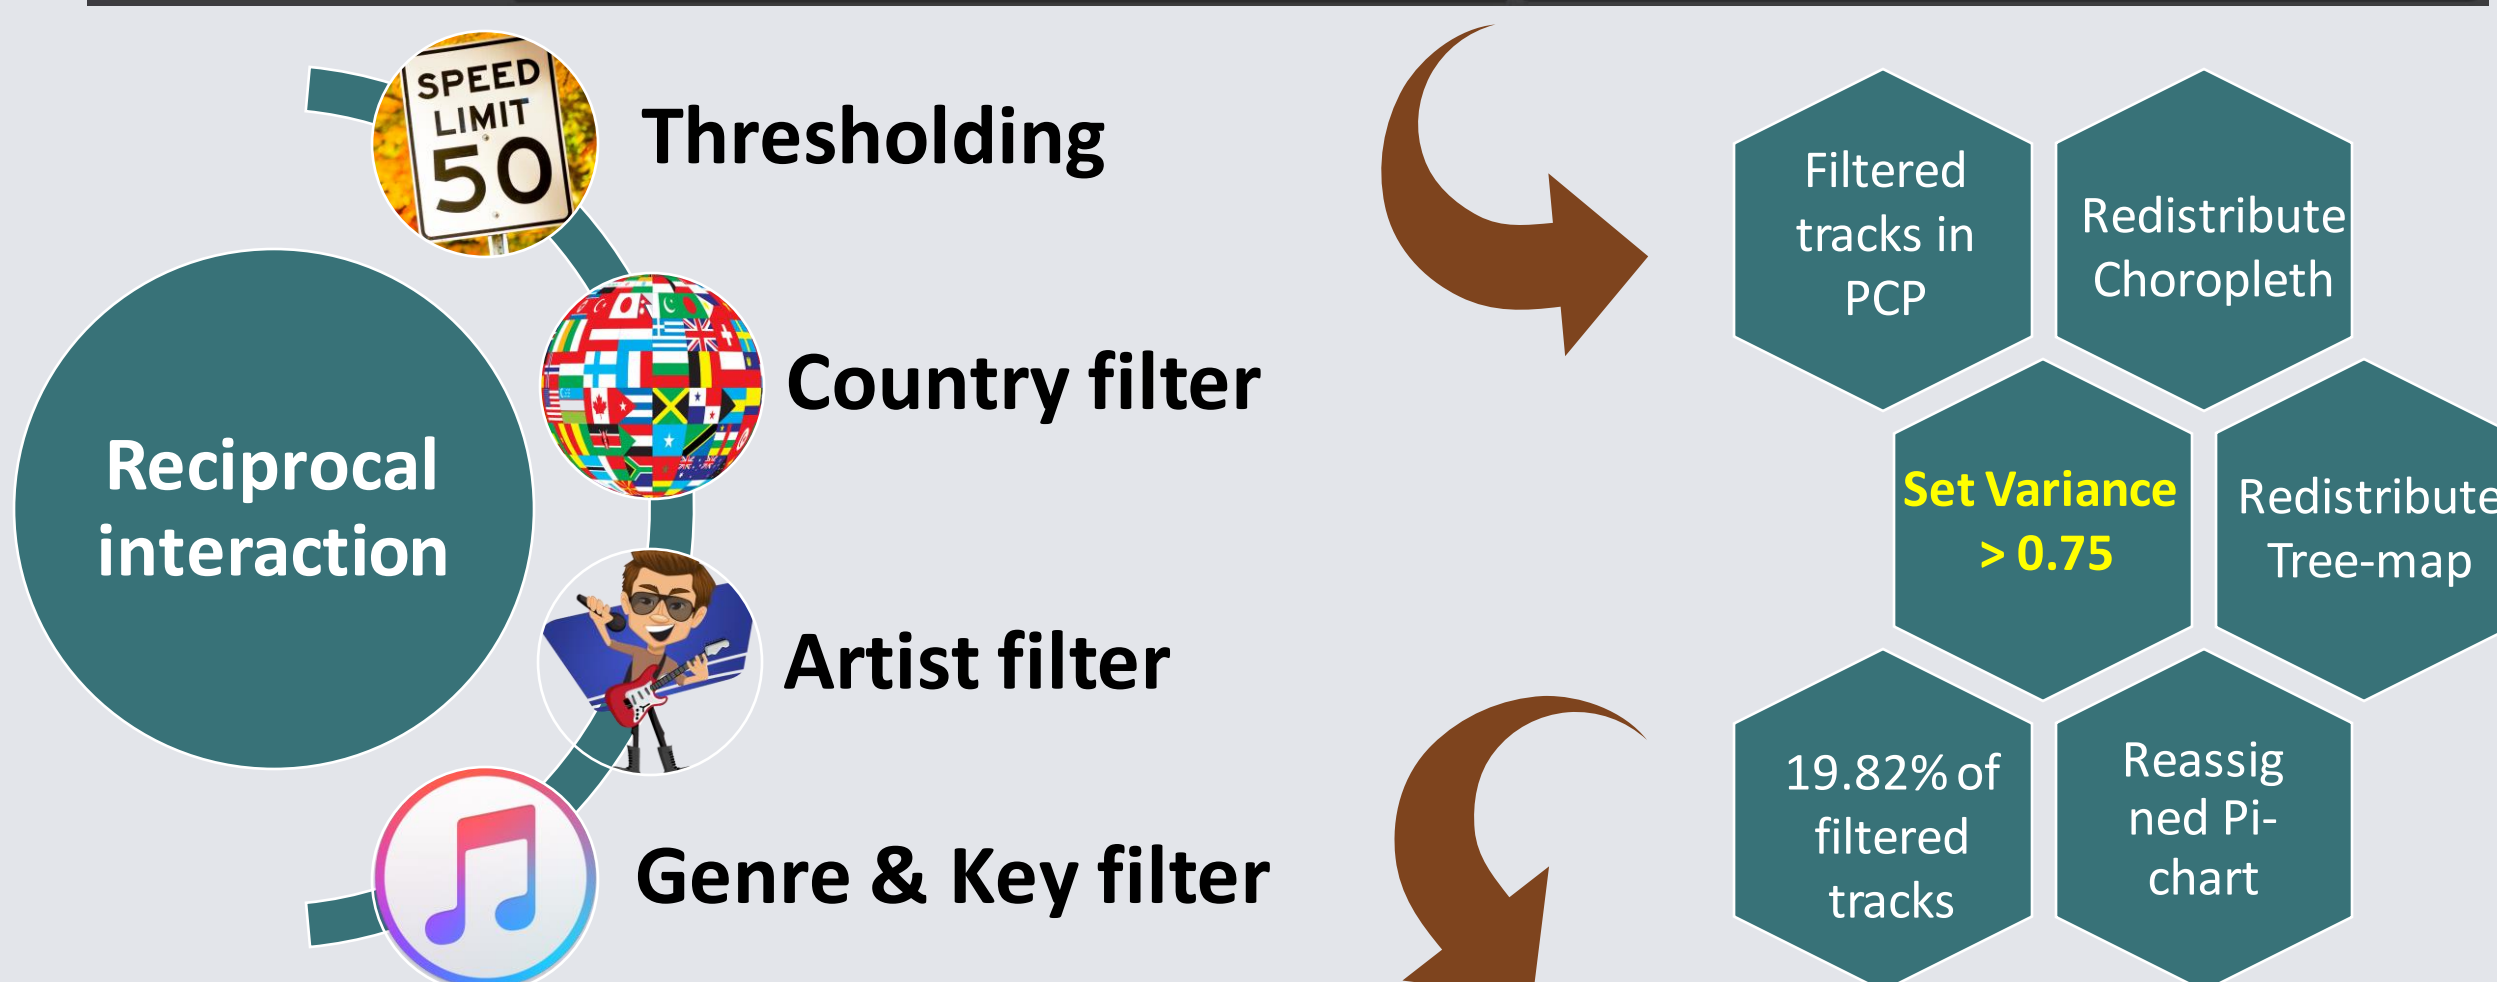 SPEED
LIMIT
50
Thresholding
Country filter
Reciprocal
interaction
Artist filter
Genre & Key filter
Filtered
tracks in
PCP
Redistribute
Choropleth
Set Variance
> 0.75
Redistribute
Tree-map
19.82% of
filtered
tracks
Reassig
ned Pi-
chart